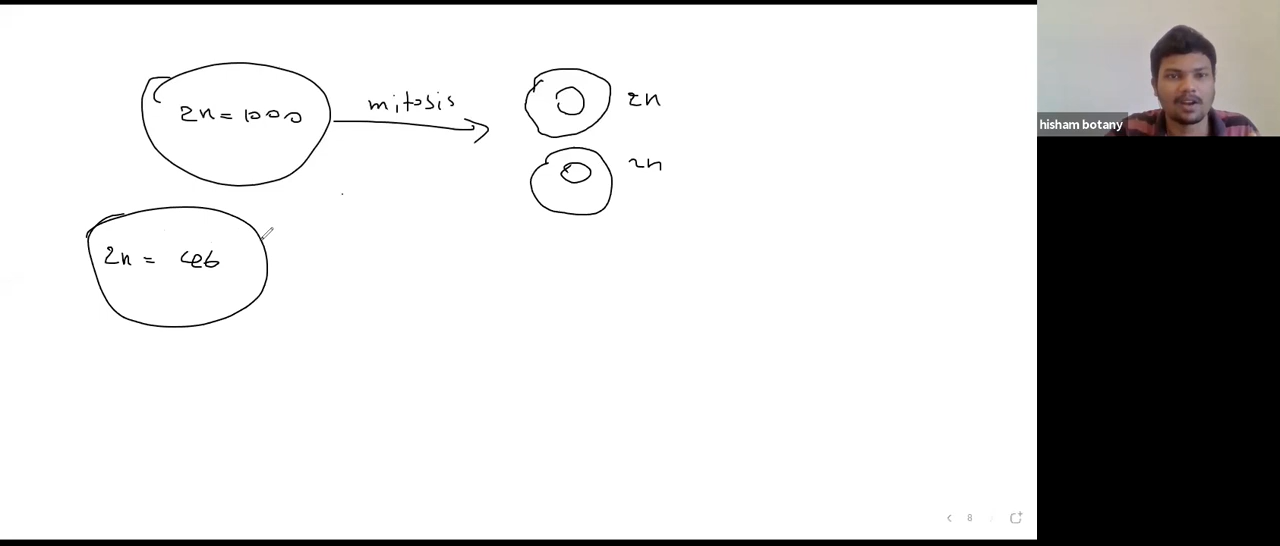 2n = 1000
mitosis
2n
2n
2n = 46
hisham botany
8